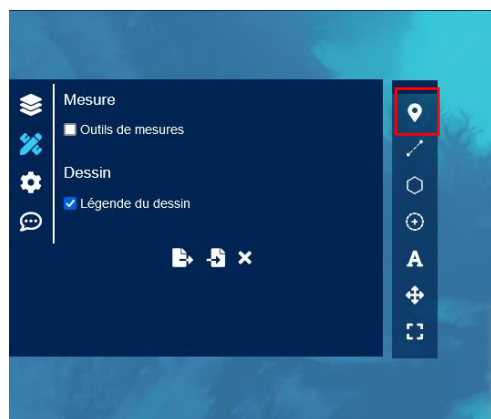 Mesure
Outils de mesures
Dessin
Légende du dessin
A